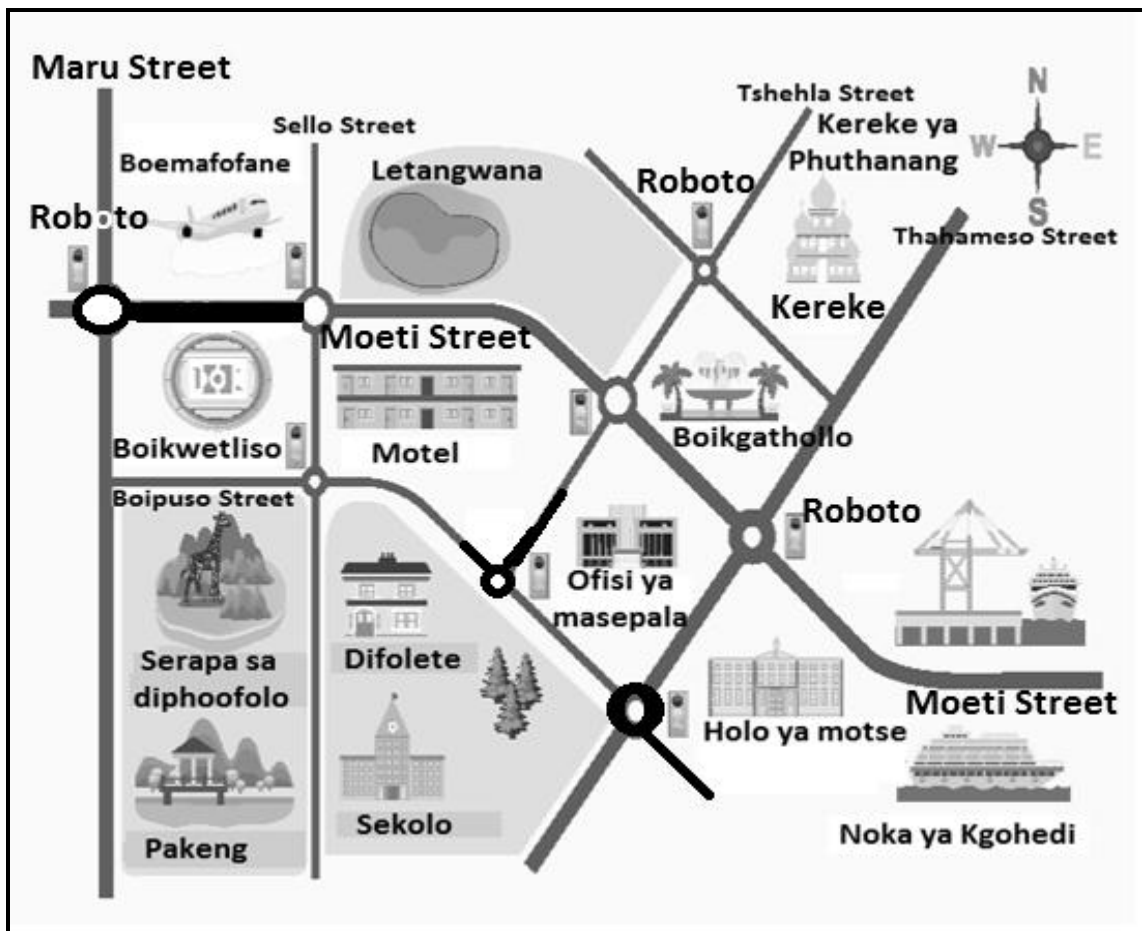 Maru Street
Sello Street
Tshehla Street
Kereke ya
Phuthanang
N
W
E
S
Boemafofane
Letangwana
Roboto
Roboto
Thahameso Street
Kereke
Moeti Street
Boikwetliso
Motel
Boikgathollo
Boipuso Street
Roboto
Ofisi ya
masepala
Serapa sa
diphoofolo
Difolete
Holo ya motse
Moeti Street
Sekolo
Pakeng
Noka ya Kgohedi